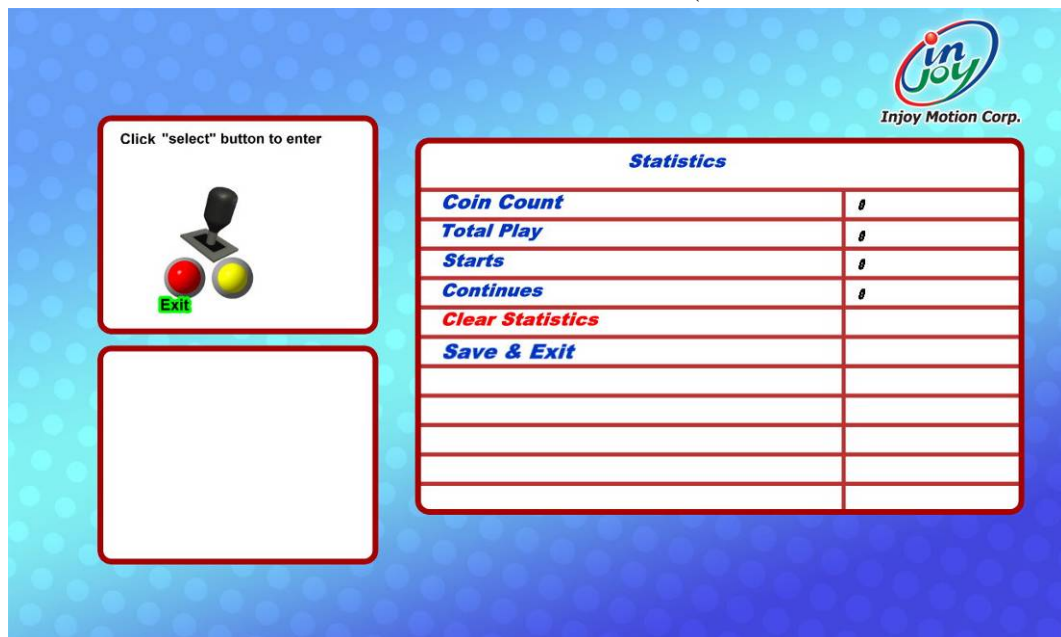 in
joy
Injoy Motion Corp.
Click "select" button to enter
Exit
Statistics
Coin Count 0
Total Play 0
Starts 0
Continues 0
Clear Statistics
Save & Exit